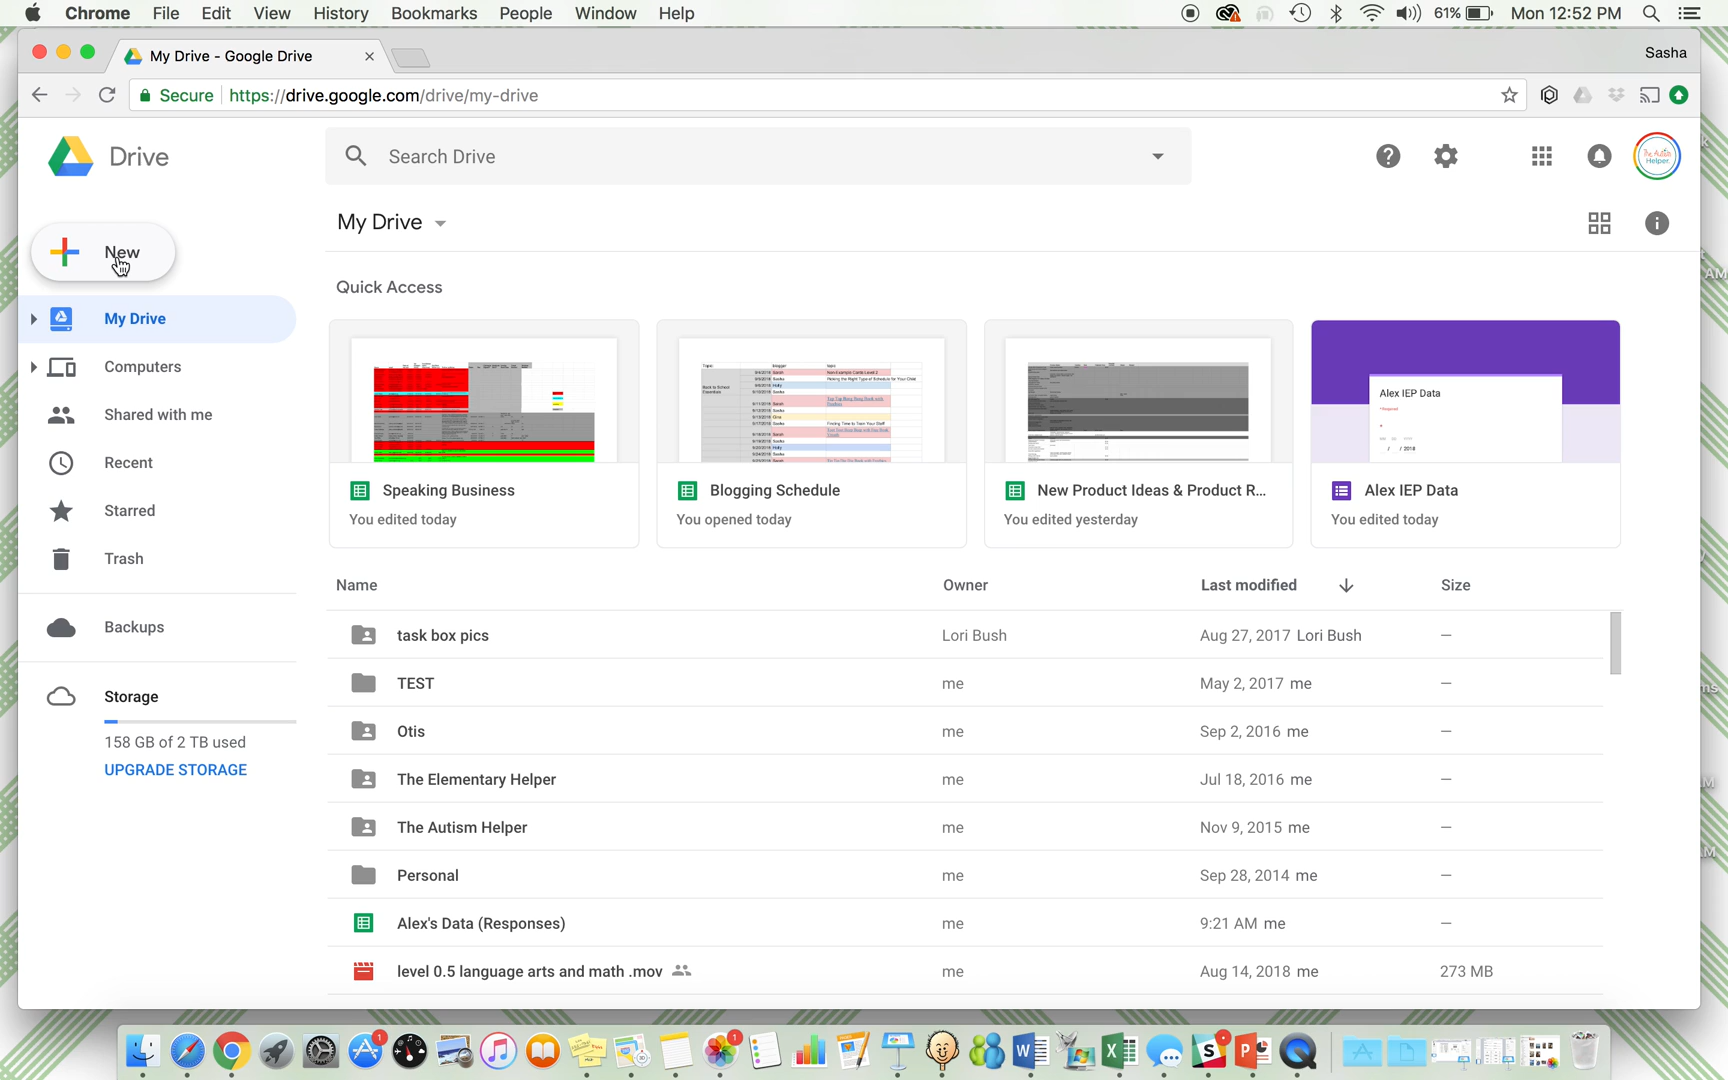 Chrome File Edit View History Bookmarks People Window Help 61% Mon 12:52 PM
My Drive - Google Drive Sasha
Secure https://drive.google.com/drive/my-drive
Drive Search Drive
My Drive
New
Quick Access
My Drive
Computers
Shared with me
Recent
Starred
Trash
Backups
Storage
158 GB of 2 TB used
UPGRADE STORAGE
Alex IEP Data
Speaking Business
You edited today
Blogging Schedule
You opened today
New Product Ideas & Product R...
You edited yesterday
Alex IEP Data
You edited today
Name Owner Last modified Size
task box pics Lori Bush Aug 27, 2017 Lori Bush –
TEST me May 2, 2017 me –
Otis me Sep 2, 2016 me –
The Elementary Helper me Jul 18, 2016 me –
The Autism Helper me Nov 9, 2015 me –
Personal me Sep 28, 2014 me –
Alex's Data (Responses) me 9:21 AM me –
level 0.5 language arts and math .mov me Aug 14, 2018 me 273 MB